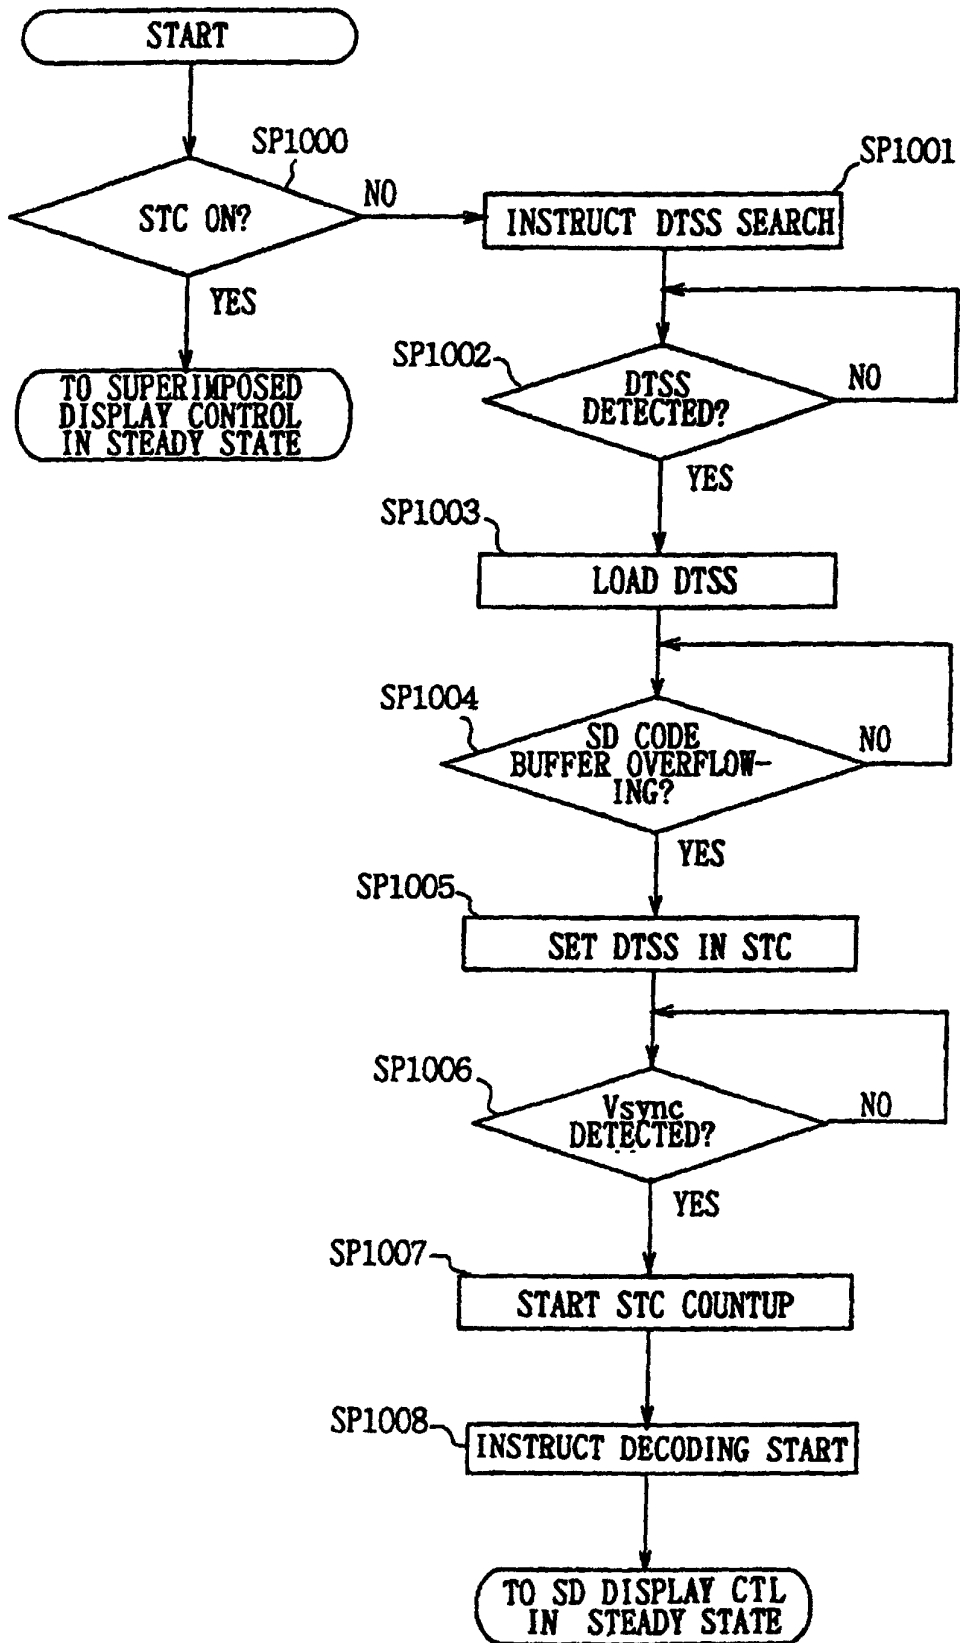 START
SP1000
STC ON?
NO
YES
TO SUPERIMPOSED
DISPLAY CONTROL
IN STEADY STATE
SP1001
INSTRUCT DTSS SEARCH
SP1002
DTSS
DETECTED?
NO
YES
SP1003
LOAD DTSS
SP1004
SD CODE
BUFFER OVERFLOW-
ING?
NO
YES
SP1005
SET DTSS IN STC
SP1006
Vsync
DETECTED?
NO
YES
SP1007
START STC COUNTUP
SP1008
INSTRUCT DECODING START
TO SD DISPLAY CTL
IN STEADY STATE